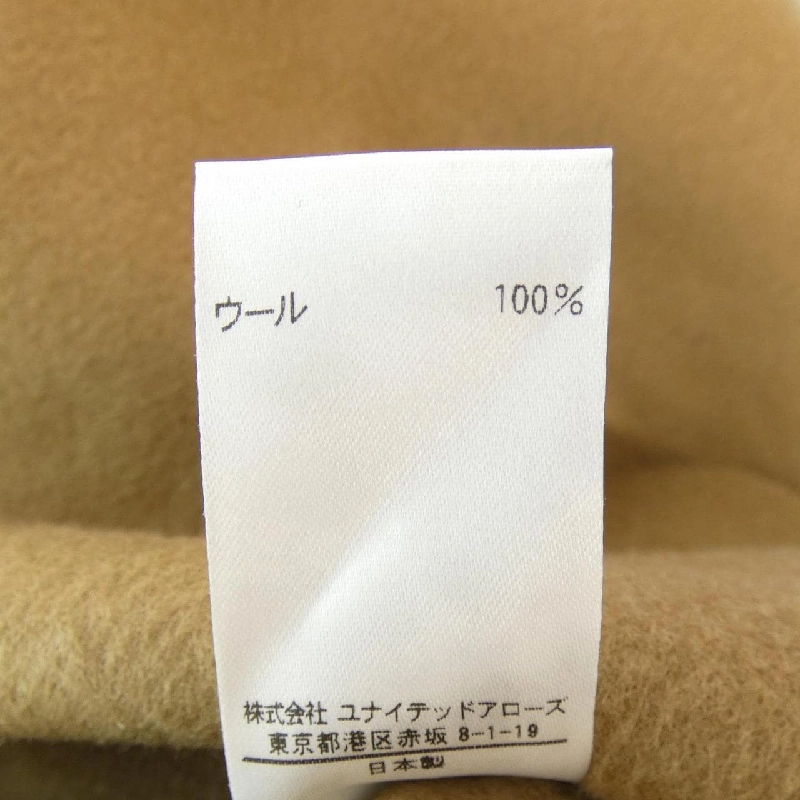 ウール 100%
株式会社 ユナイテッドアローズ
東京都港区赤坂 8-1-19
日本製